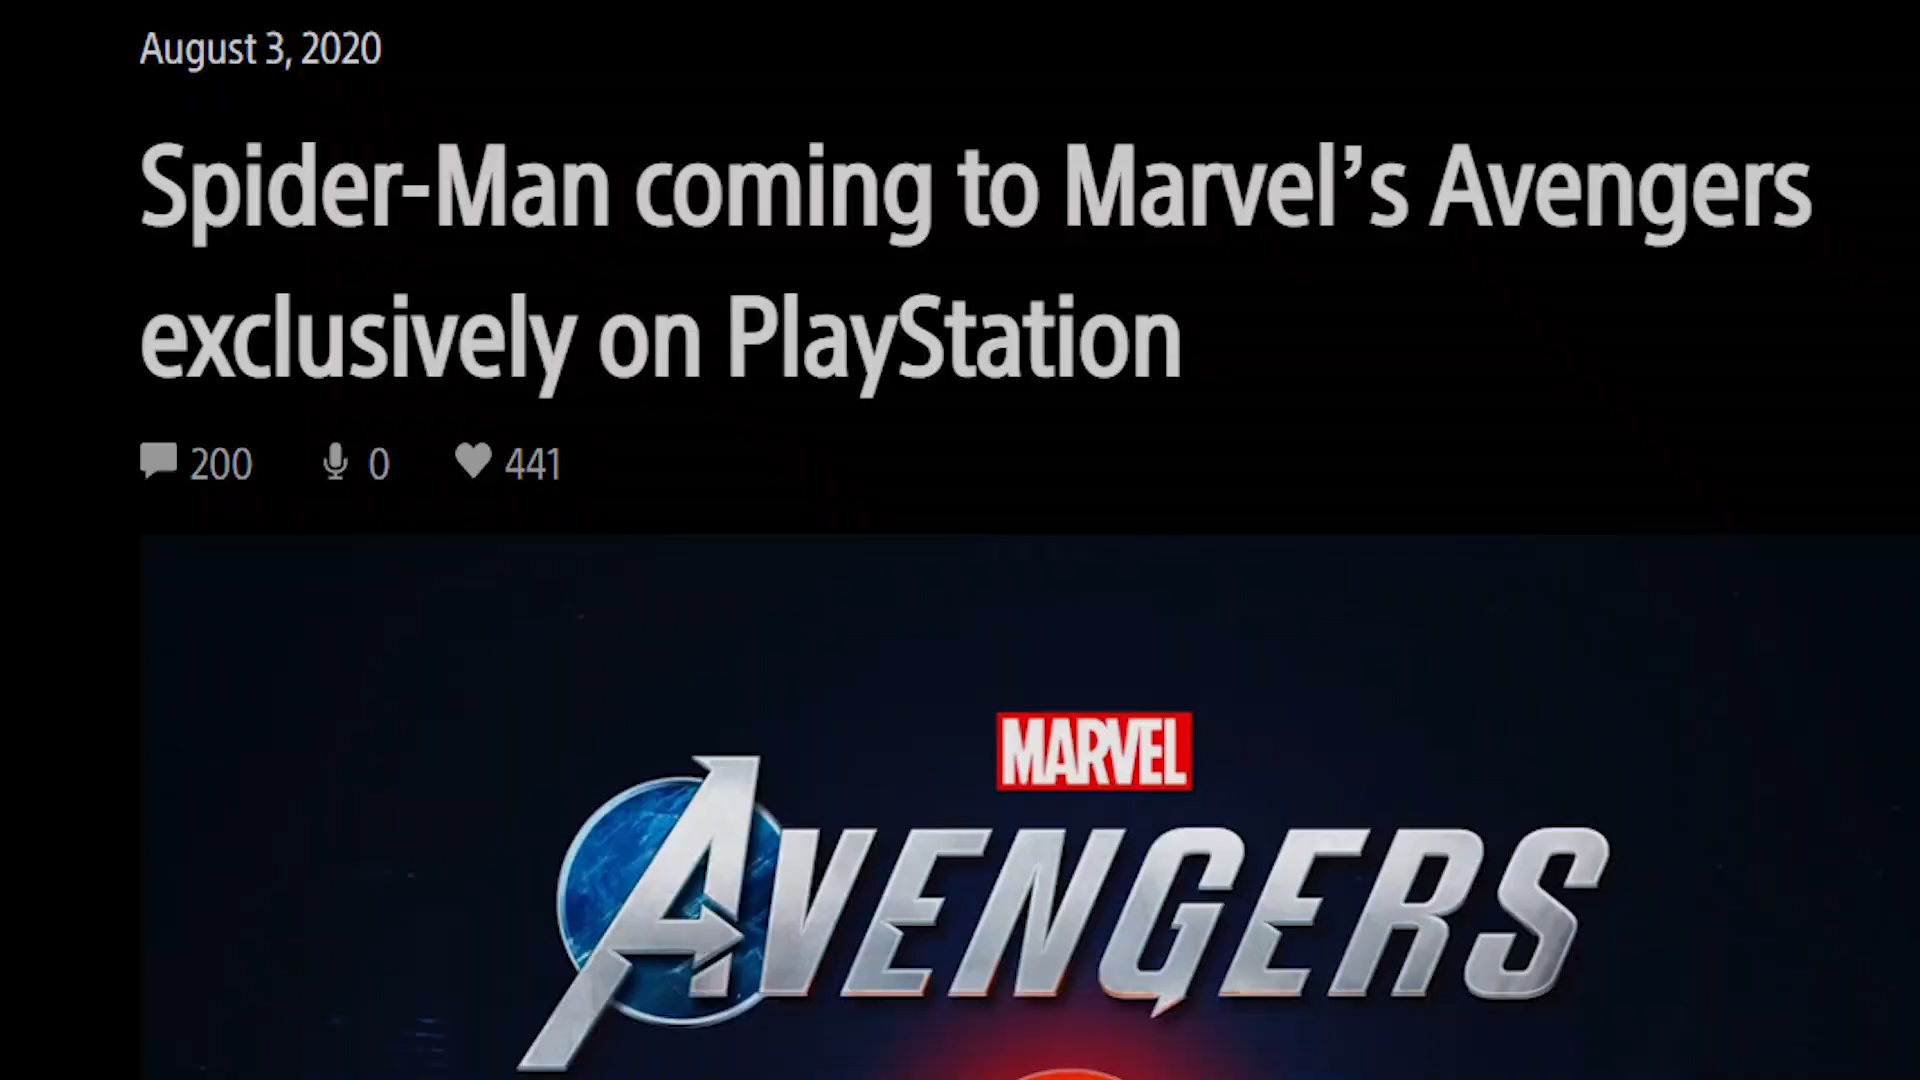 August 3, 2020
Spider-Man coming to Marvel’s Avengers
exclusively on PlayStation
200 0 441
MARVEL
AVENGERS